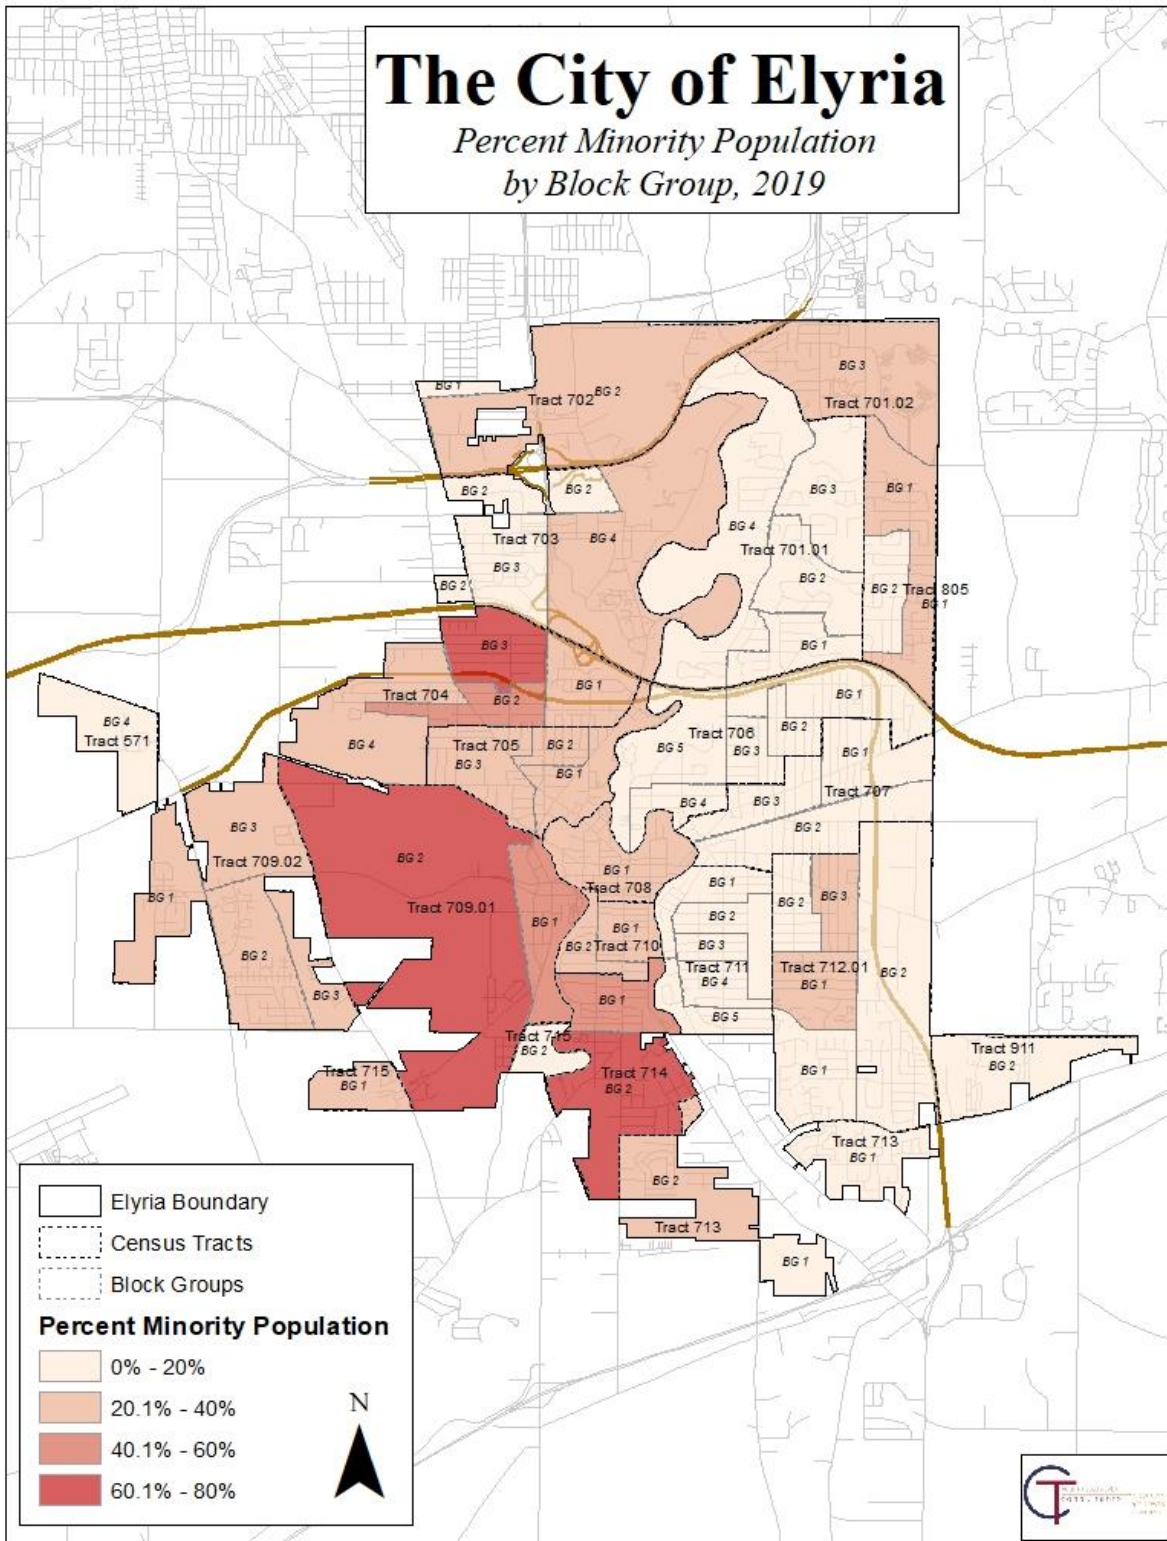 The City of Elyria
Percent Minority Population
by Block Group, 2019
BG 3
BG 1
BG 2
Tract 702
Tract 701.02
BG 2
BG 2
BG 3
BG 1
BG 4
BG 4
Tract 703
Tract 701.01
BG 3
BG 2
BG 2
BG 2
Tract 805
BG 1
BG 3
BG 1
BG 1
Tract 704
BG 2
BG 1
BG 4
Tract 571
BG 4
Tract 705
BG 3
BG 2
BG 1
Tract 706
BG 5
BG 3
BG 2
BG 1
BG 4
BG 3
Tract 707
BG 2
BG 3
Tract 709.02
BG 2
BG 1
Tract 708
BG 1
BG 1
Tract 709.01
BG 1
BG 1
BG 2
Tract 710
BG 2
BG 2
BG 3
BG 3
BG 2
Tract 711
BG 4
Tract 712.01
BG 1
BG 2
BG 3
BG 1
BG 5
Tract 715
BG 2
Tract 911
BG 2
Tract 715
BG 1
Tract 714
BG 2
BG 1
Tract 713
BG 1
BG 2
Tract 713
BG 1
Elyria Boundary
Census Tracts
Block Groups
Percent Minority Population
0% - 20%
20.1% - 40%
40.1% - 60%
60.1% - 80%
N